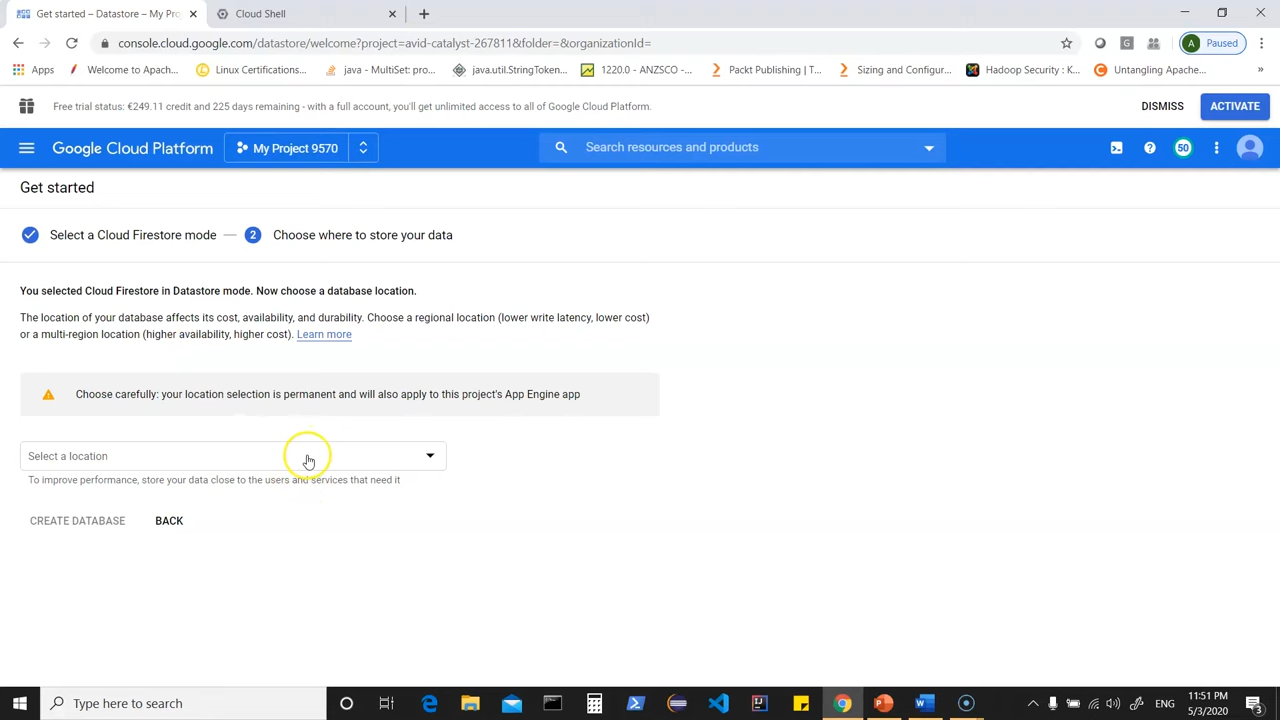 Get started – Datastore – My Pro
Cloud Shell
console.cloud.google.com/datastore/welcome?project=avid-catalyst-267811&folder=&organizationId=
A
Paused
Apps
Welcome to Apach...
Linux Certifications...
java - MultiSet: pro...
java.util.StringToken...
1220.0 - ANZSCO -...
Packt Publishing | T...
Sizing and Configur...
Hadoop Security : K...
Untangling Apache...
»
Free trial status: €249.11 credit and 225 days remaining - with a full account, you'll get unlimited access to all of Google Cloud Platform.
DISMISS
ACTIVATE
Google Cloud Platform
My Project 9570
Search resources and products
50
Get started
Select a Cloud Firestore mode
2
Choose where to store your data
You selected Cloud Firestore in Datastore mode. Now choose a database location.
The location of your database affects its cost, availability, and durability. Choose a regional location (lower write latency, lower cost)
or a multi-region location (higher availability, higher cost). Learn more
Choose carefully: your location selection is permanent and will also apply to this project's App Engine app
Select a location
To improve performance, store your data close to the users and services that need it
CREATE DATABASE
BACK
Type here to search
ENG
11:51 PM
5/3/2020
3